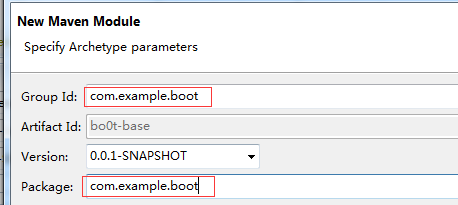 New Maven Module
Specify Archetype parameters
Group Id: com.example.boot
Artifact Id: bo0t-base
Version: 0.0.1-SNAPSHOT
Package: com.example.boot